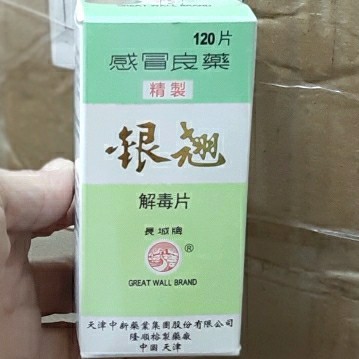 120片
感冒良藥
精製
銀翹
解毒片
長城牌
®
GREAT WALL BRAND
天津中新藥業集團股份有限公司
隆順榕製藥廠
中國 天津